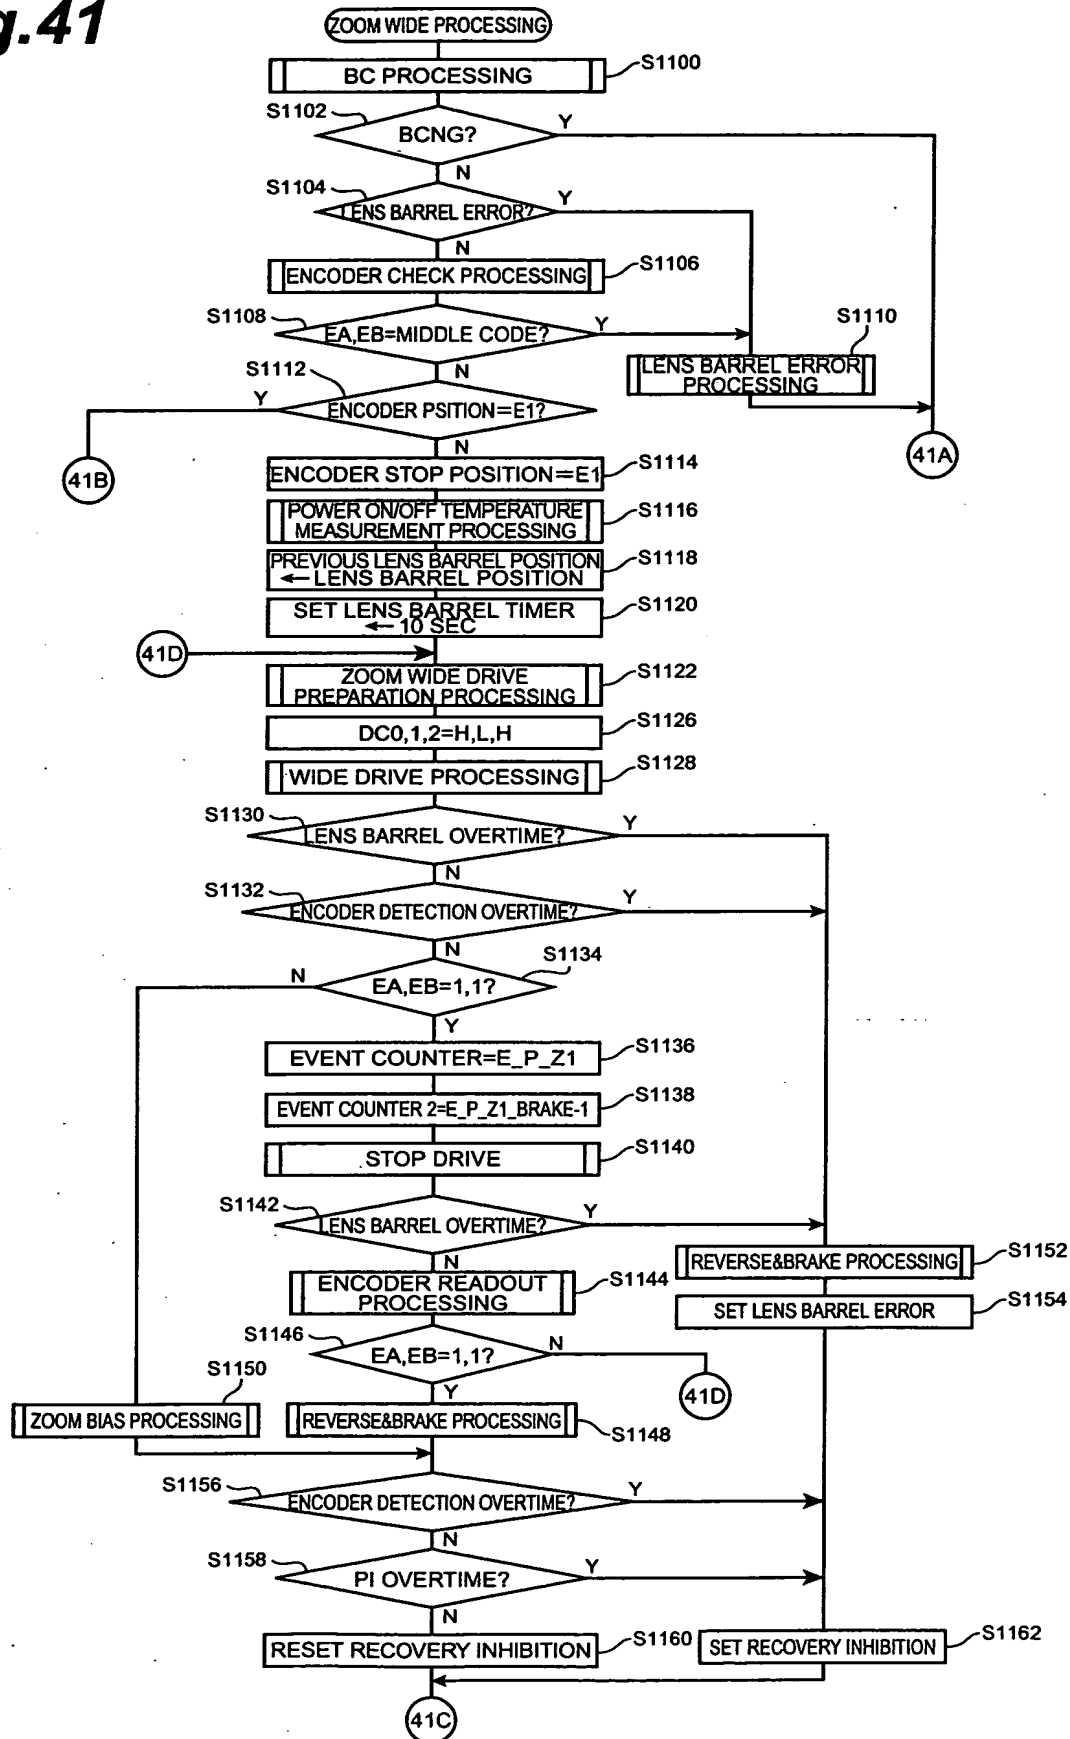 g.41
ZOOM WIDE PROCESSING
BC PROCESSING
S1100
S1102
BCNG?
Y
N
S1104
LENS BARREL ERROR?
Y
N
ENCODER CHECK PROCESSING
S1106
S1108
EA,EB=MIDDLE CODE?
Y
N
S1110
LENS BARREL ERROR
PROCESSING
S1112
Y
ENCODER PSITION=E1?
N
41B
41A
ENCODER STOP POSITION=E1
S1114
POWER ON/OFF TEMPERATURE
MEASUREMENT PROCESSING
S1116
PREVIOUS LENS BARREL POSITION
← LENS BARREL POSITION
S1118
SET LENS BARREL TIMER
← 10 SEC
S1120
41D
ZOOM WIDE DRIVE
PREPARATION PROCESSING
S1122
DC0,1,2=H,L,H
S1126
WIDE DRIVE PROCESSING
S1128
S1130
LENS BARREL OVERTIME?
Y
N
S1132
ENCODER DETECTION OVERTIME?
Y
N
S1134
N
EA,EB=1,1?
Y
EVENT COUNTER=E_P_Z1
S1136
EVENT COUNTER 2=E_P_Z1_BRAKE-1
S1138
STOP DRIVE
S1140
S1142
LENS BARREL OVERTIME?
Y
N
REVERSE&BRAKE PROCESSING
S1152
ENCODER READOUT
PROCESSING
S1144
SET LENS BARREL ERROR
S1154
S1146
EA,EB=1,1?
N
Y
41D
S1150
ZOOM BIAS PROCESSING
REVERSE&BRAKE PROCESSING
S1148
S1156
ENCODER DETECTION OVERTIME?
Y
N
S1158
PI OVERTIME?
Y
N
RESET RECOVERY INHIBITION
S1160
SET RECOVERY INHIBITION
S1162
41C